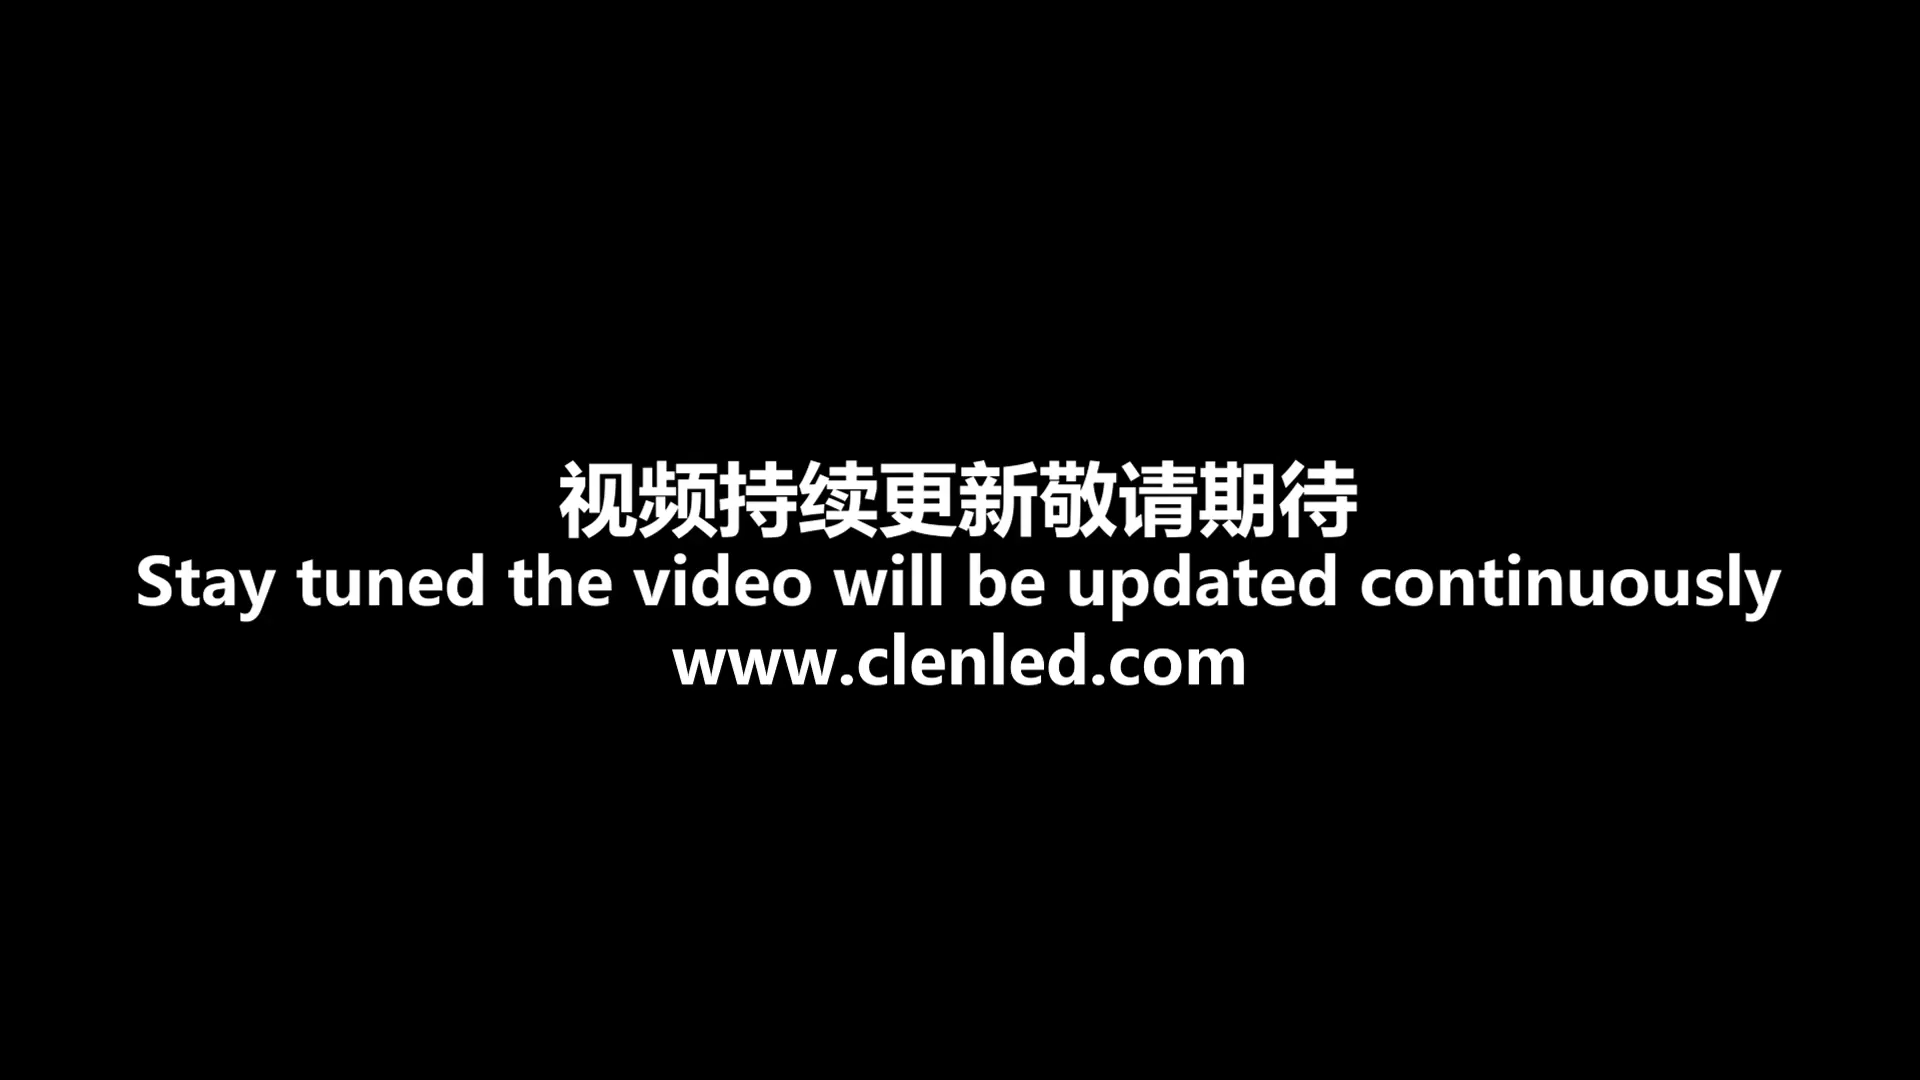 视频持续更新敬请期待
Stay tuned the video will be updated continuously
www.clenled.com